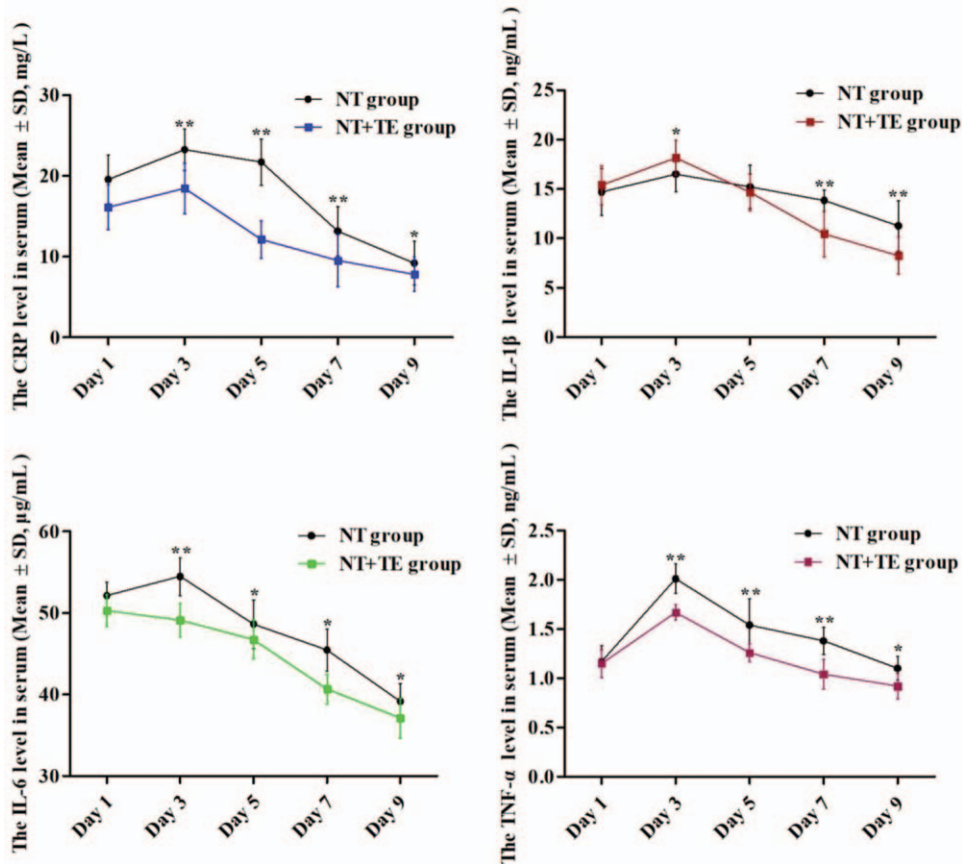 The CRP level in serum (Mean ± SD, mg/L )
30
20
10
0
NT group
NT+TE group
**
**
**
*
Day 1
Day 3
Day 5
Day 7
Day 9
The IL-1β level in serum (Mean ± SD, ng/mL )
25
20
15
10
5
0
NT group
NT+TE group
*
**
**
Day 1
Day 3
Day 5
Day 7
Day 9
The IL-6 level in serum (Mean ± SD, μg/mL )
60
50
40
30
NT group
NT+TE group
**
*
*
*
Day 1
Day 3
Day 5
Day 7
Day 9
The TNF-α level in serum (Mean ± SD, ng/mL )
2.5
2.0
1.5
1.0
0.5
0.0
NT group
NT+TE group
**
**
**
*
Day 1
Day 3
Day 5
Day 7
Day 9